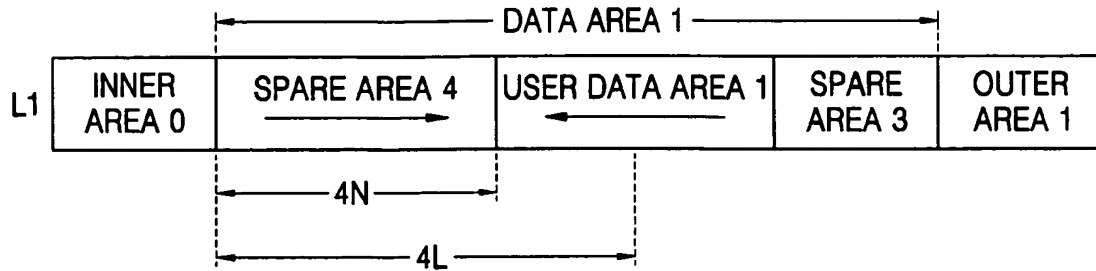 DATA AREA 1
L1
INNER
AREA 0
SPARE AREA 4
USER DATA AREA 1
SPARE
AREA 3
OUTER
AREA 1
4N
4L